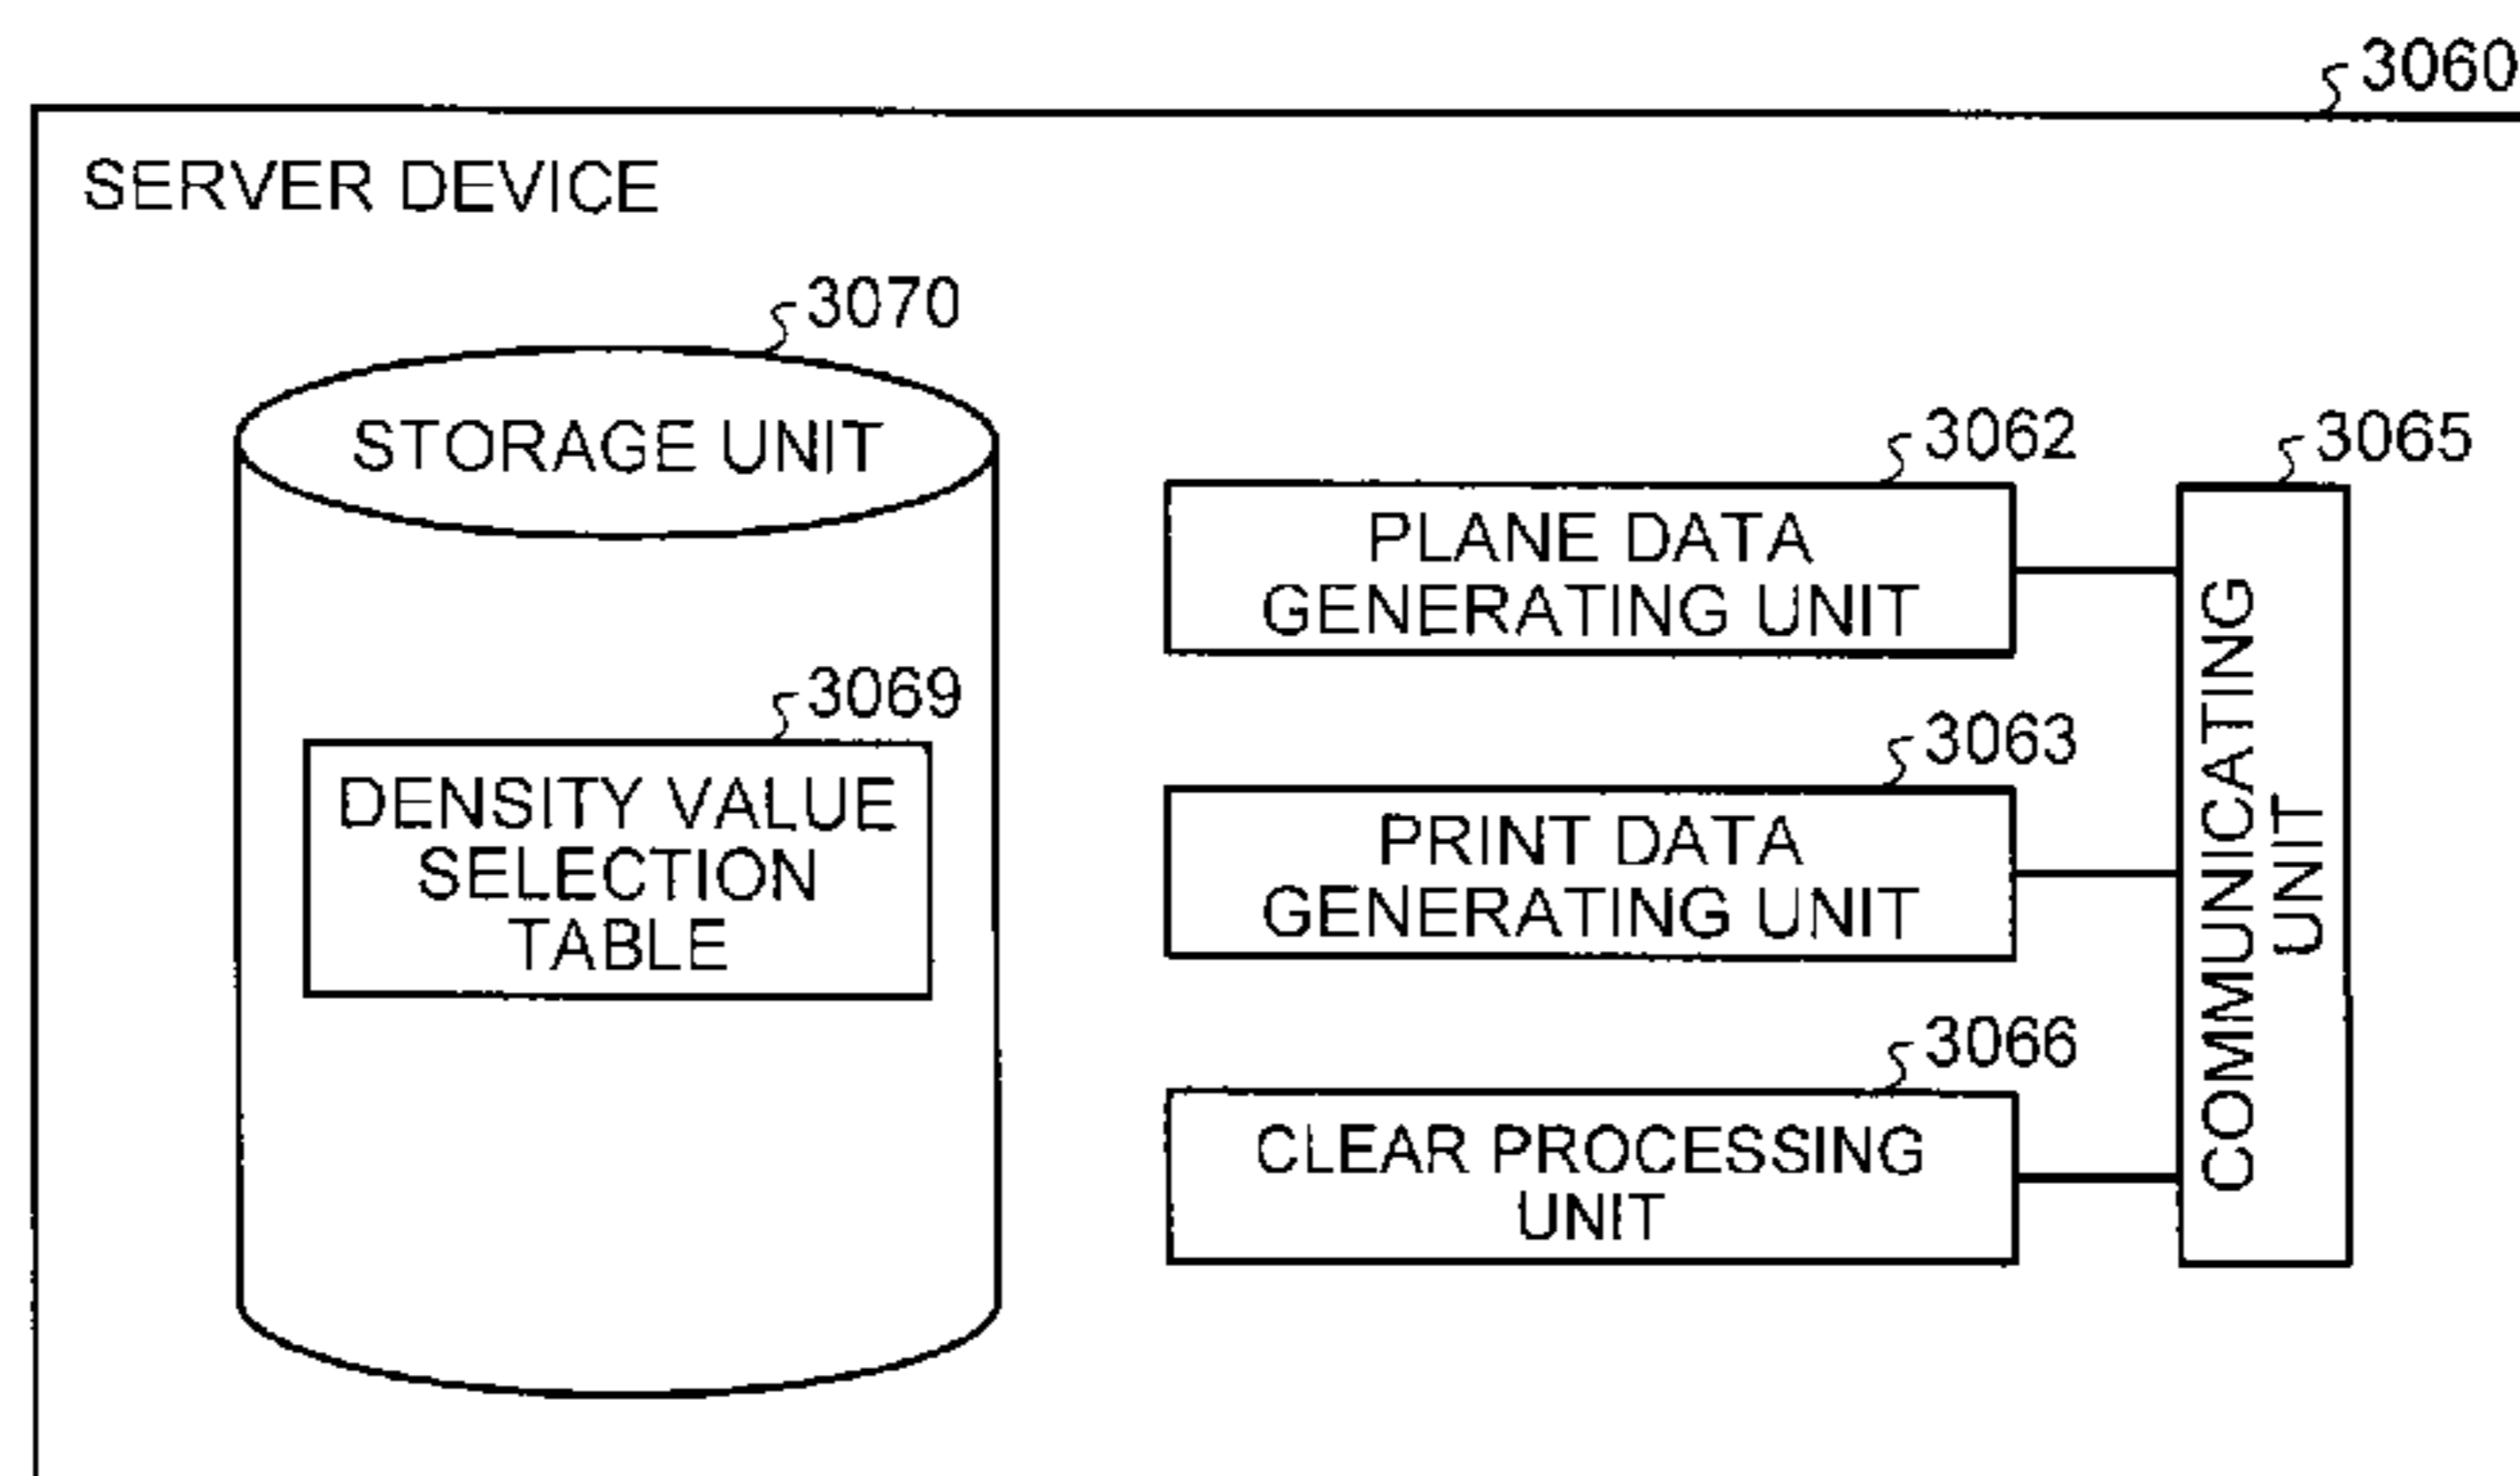 3060
SERVER DEVICE
3070
STORAGE UNIT
3069
DENSITY VALUE
SELECTION
TABLE
3062
PLANE DATA
GENERATING UNIT
3063
PRINT DATA
GENERATING UNIT
3066
CLEAR PROCESSING
UNIT
3065
COMMUNICATING
UNIT